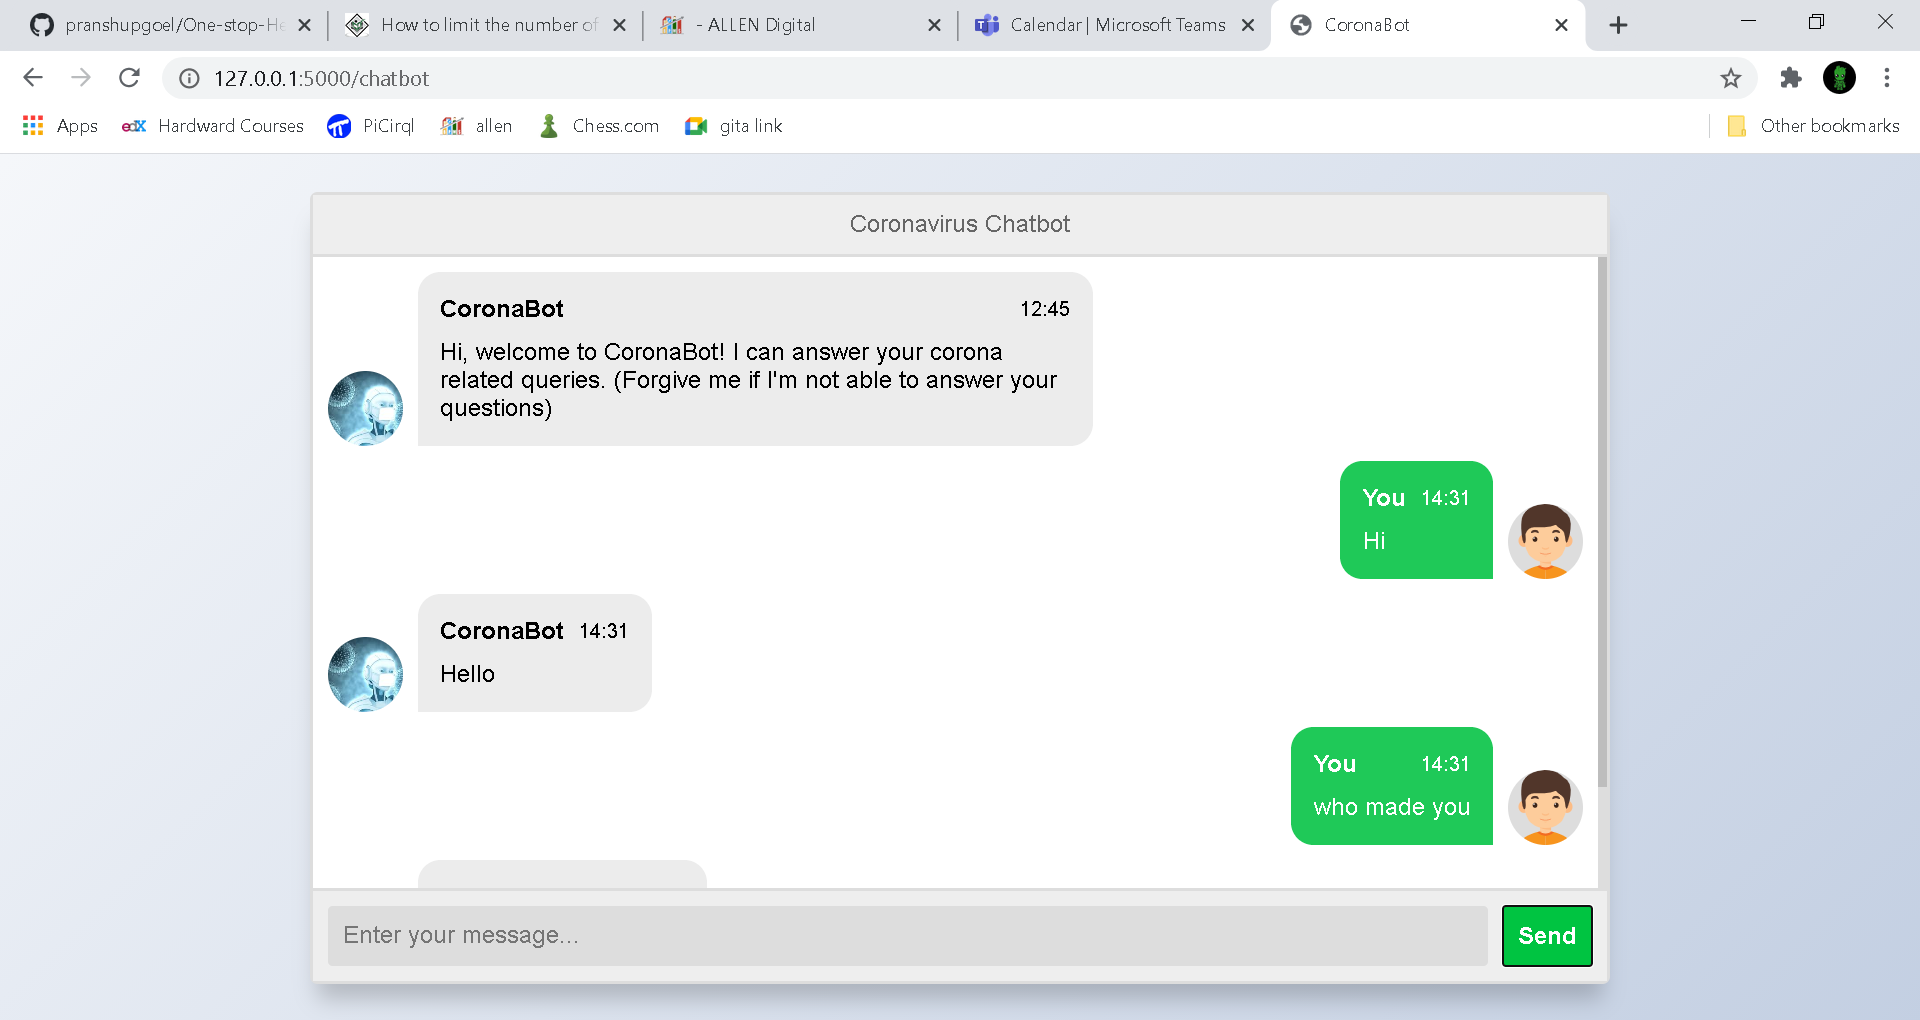 pranshupgoel/One-stop-He
How to limit the number of
- ALLEN Digital
Calendar | Microsoft Teams
CoronaBot
127.0.0.1:5000/chatbot
Apps
edX
Hardward Courses
PiCirql
allen
Chess.com
gita link
Other bookmarks
Coronavirus Chatbot
CoronaBot 12:45
Hi, welcome to CoronaBot! I can answer your corona
related queries. (Forgive me if I'm not able to answer your
questions)
You 14:31
Hi
CoronaBot 14:31
Hello
You 14:31
who made you
Enter your message...
Send